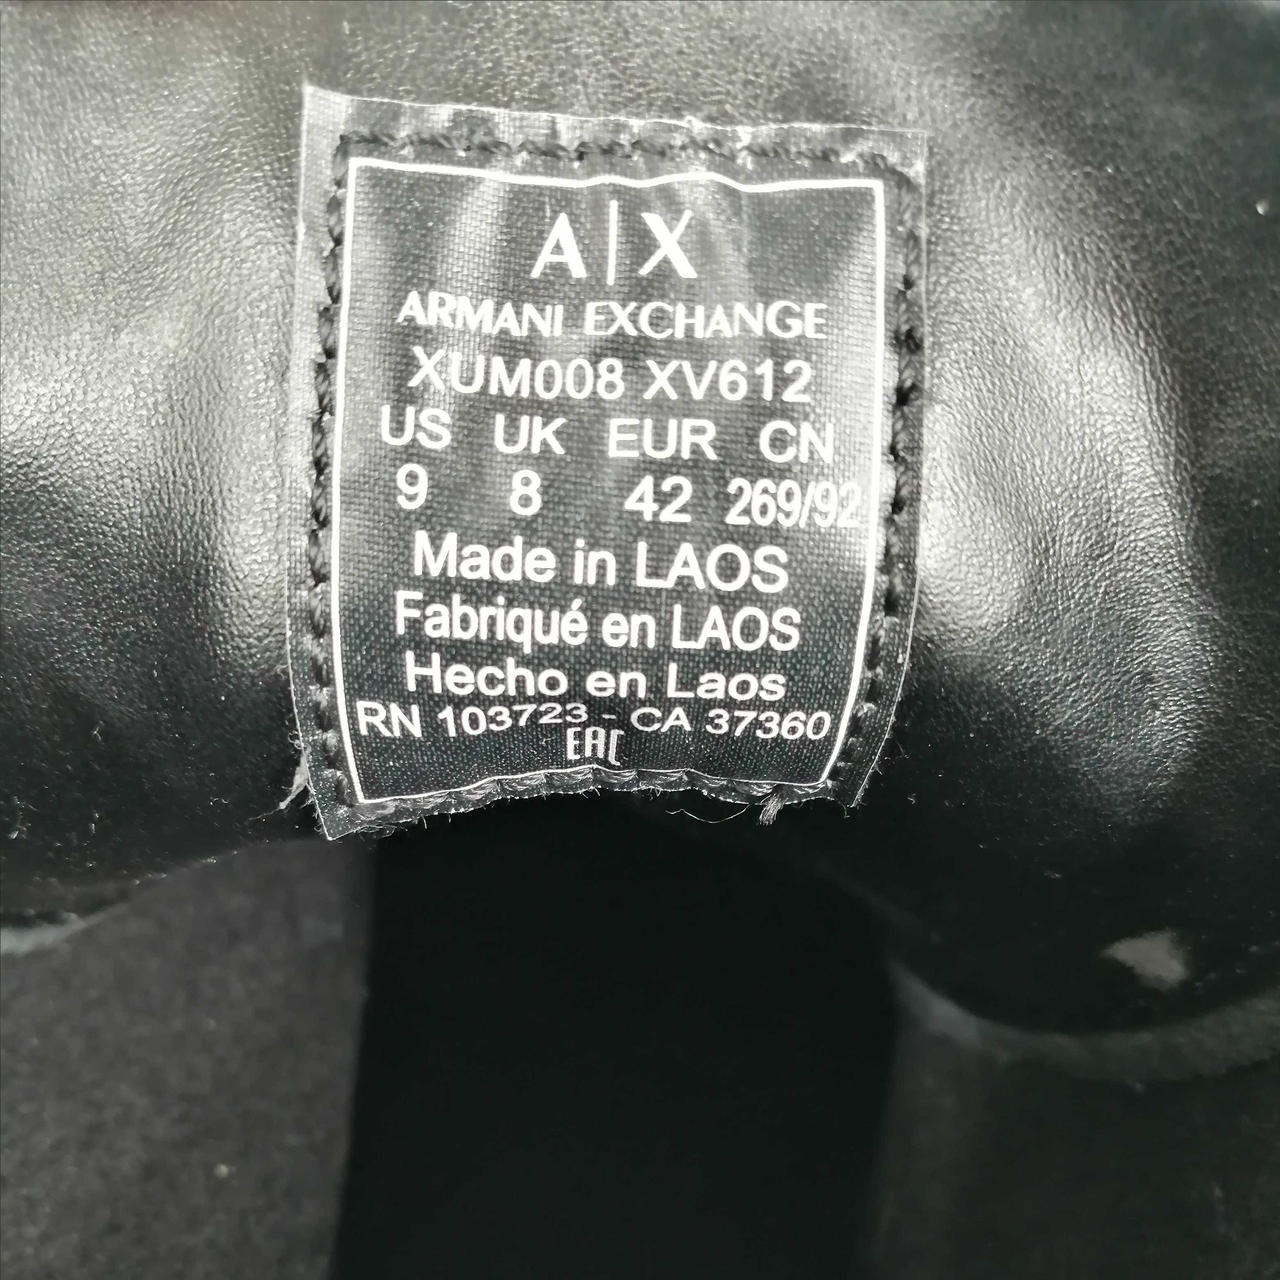 A|X
ARMANI EXCHANGE
XUM008 XV612
US UK EUR CN
9 8 42 269/92
Made in LAOS
Fabriqué en LAOS
Hecho en Laos
RN 103723 - CA 37360
EAC